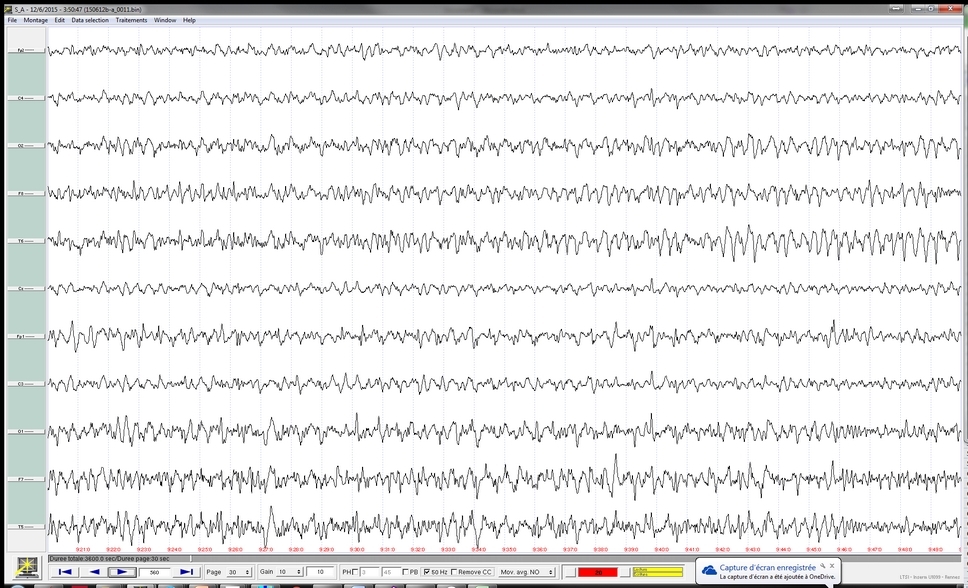 S_A - 12/6/2015 - 3:50:47 (150612b-a_0011.bin)
File Montage Edit Data selection Traitements Window Help
Fp2
C4
O2
F8
T6
Cz
Fp1
C3
O1
F7
T5
9:21.0 9:22.0 9:23.0 9:24.0 9:25.0 9:26.0 9:27.0 9:28.0 9:29.0 9:30.0 9:31.0 9:32.0 9:33.0 9:34.0 9:35.0 9:36.0 9:37.0 9:38.0 9:39.0 9:40.0 9:41.0 9:42.0 9:43.0 9:44.0 9:45.0 9:46.0 9:47.0 9:48.0 9:49.0
Duree totale:3600.0 sec/Duree page:30 sec
560 Page 30 Gain 10 10 PH 3 45 PB 50 Hz Remove CC Mov. avg. NO
Capture d'écran enregistrée
La capture d'écran a été ajoutée à OneDrive.